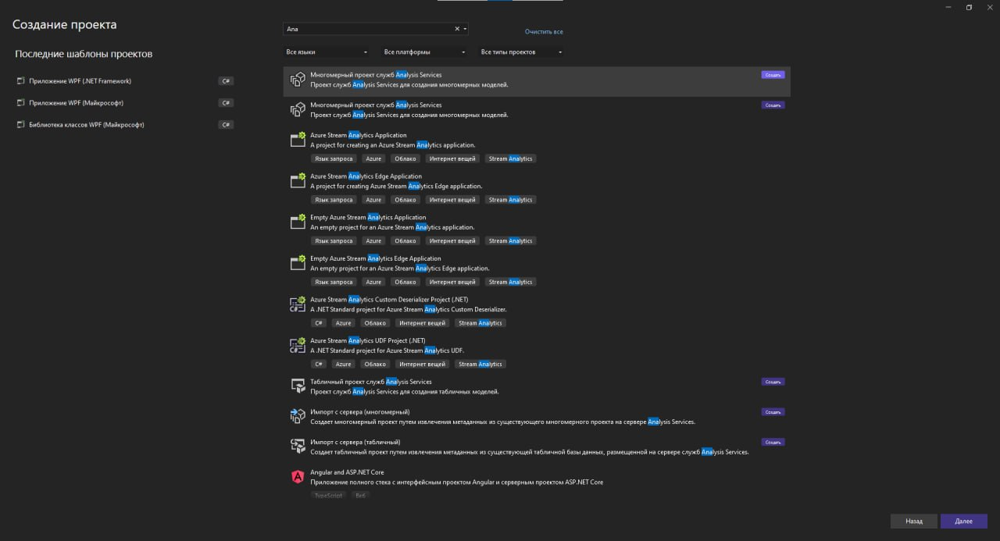 Создание проекта
Последние шаблоны проектов
Приложение WPF (.NET Framework) C#
Приложение WPF (Майкрософт) C#
Библиотека классов WPF (Майкрософт) C#
Ana
Очистить все
Все языки Все платформы Все типы проектов
Многомерный проект служб Analysis Services Создать
Проект служб Analysis Services для создания многомерных моделей.
Многомерный проект служб Analysis Services Создать
Проект служб Analysis Services для создания многомерных моделей.
Azure Stream Analytics Application
A project for creating an Azure Stream Analytics application.
Язык запроса Azure Облако Интернет вещей Stream Analytics
Azure Stream Analytics Edge Application
A project for creating Azure Stream Analytics Edge application.
Язык запроса Azure Облако Интернет вещей Stream Analytics
Empty Azure Stream Analytics Application
An empty project for an Azure Stream Analytics application.
Язык запроса Azure Облако Интернет вещей Stream Analytics
Empty Azure Stream Analytics Edge Application
An empty project for an Azure Stream Analytics Edge application.
Язык запроса Azure Облако Интернет вещей Stream Analytics
Azure Stream Analytics Custom Deserializer Project (.NET)
A .NET Standard project for Azure Stream Analytics Custom Deserializer.
C# Azure Облако Интернет вещей Stream Analytics
Azure Stream Analytics UDF Project (.NET)
A .NET Standard project for Azure Stream Analytics UDF.
C# Azure Облако Интернет вещей Stream Analytics
Табличный проект служб Analysis Services Создать
Проект служб Analysis Services для создания табличных моделей.
Импорт с сервера (многомерный) Создать
Создает многомерный проект путем извлечения метаданных из существующего многомерного проекта на сервере Analysis Services.
Импорт с сервера (табличный) Создать
Создает табличный проект путем извлечения метаданных из существующей табличной базы данных, размещенной на сервере служб Analysis Services.
Angular and ASP.NET Core
Приложение полного стека с интерфейсным проектом Angular и серверным проектом ASP.NET Core
TypeScript Веб
Назад Далее